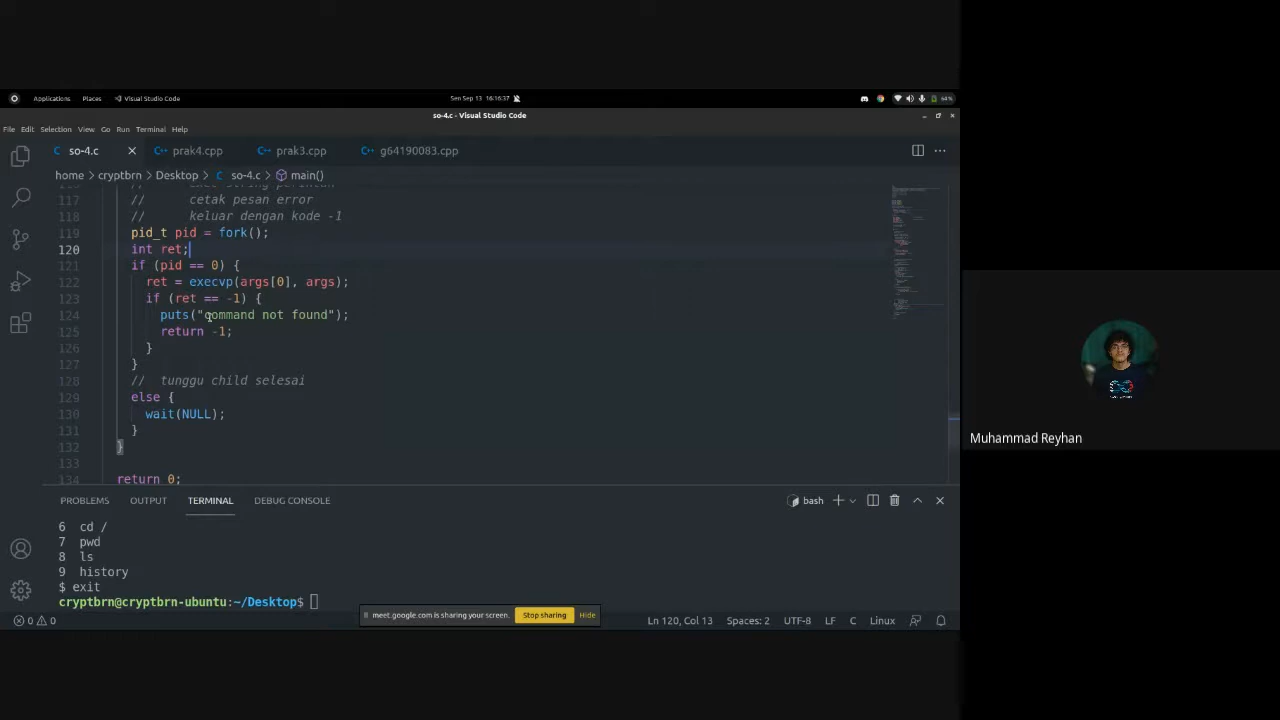 Applications Places Visual Studio Code Sen Sep 13 16:16:37 64%
so-4.c - Visual Studio Code
File Edit Selection View Go Run Terminal Help
so-4.c prak4.cpp prak3.cpp g64190083.cpp
home > cryptbrn > Desktop > so-4.c > main()
117 // cetak pesan error
118 // keluar dengan kode -1
119 pid_t pid = fork();
120 int ret;
121 if (pid == 0) {
122 ret = execvp(args[0], args);
123 if (ret == -1) {
124 puts("command not found");
125 return -1;
126 }
127 }
128 // tunggu child selesai
129 else {
130 wait(NULL);
131 }
132 }
133
134 return 0;
PROBLEMS OUTPUT TERMINAL DEBUG CONSOLE bash
6 cd /
7 pwd
8 ls
9 history
$ exit
cryptbrn@cryptbrn-ubuntu:~/Desktop$
meet.google.com is sharing your screen. Stop sharing Hide
0 0 Ln 120, Col 13 Spaces: 2 UTF-8 LF C Linux
Muhammad Reyhan